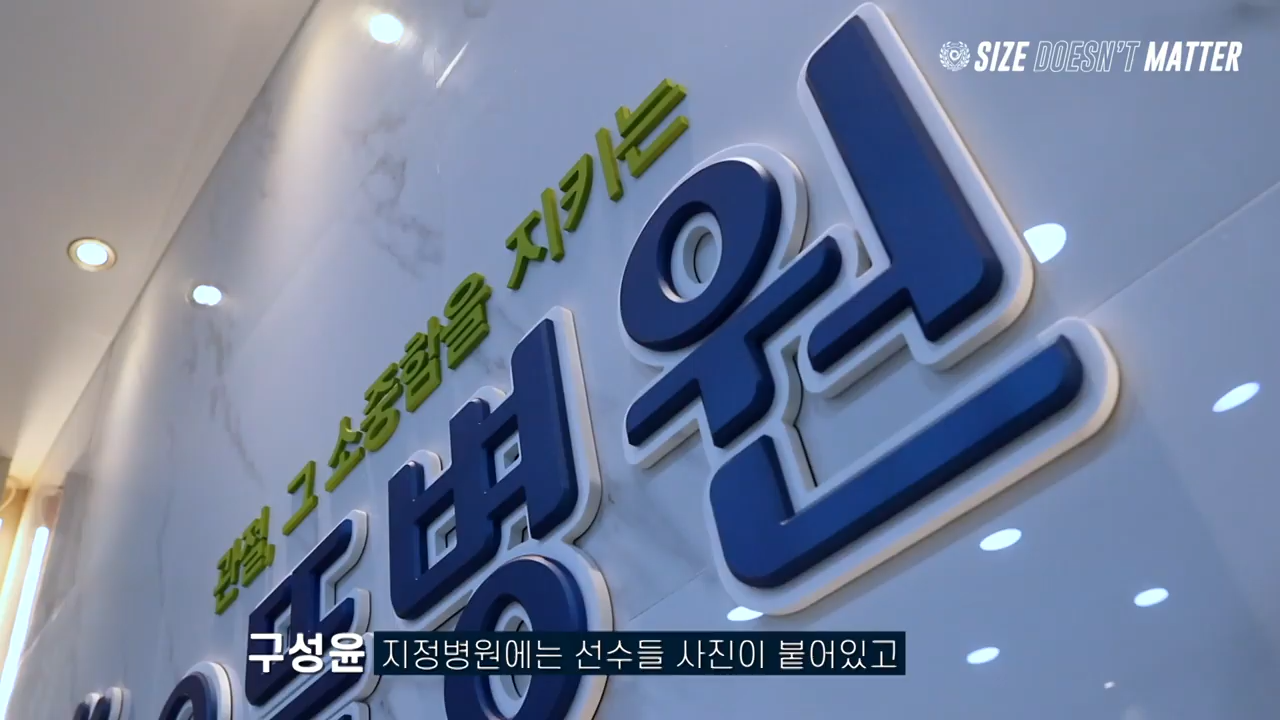 SIZE DOESN'T MATTER
관절, 그 소중함을 지키는
병원
구성윤 지정병원에는 선수들 사진이 붙어있고